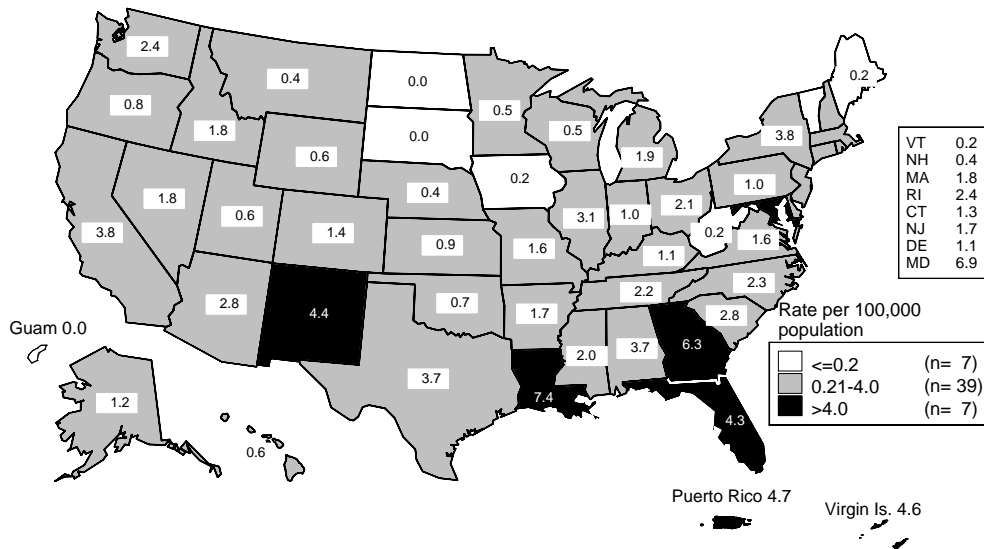 2.4
0.4
0.0
0.5
0.2
0.8
1.8
0.6
0.0
0.5
1.9
3.8
VT 0.2
NH 0.4
MA 1.8
RI 2.4
CT 1.3
NJ 1.7
DE 1.1
MD 6.9
3.8
1.8
0.6
1.4
0.4
0.9
0.2
1.6
3.1
1.0
2.1
1.0
0.2
1.6
1.1
2.8
4.4
0.7
1.7
2.2
2.3
2.8
3.7
7.4
2.0
3.7
6.3
4.3
Guam 0.0
1.2
0.6
Rate per 100,000
population
<=0.2 (n= 7)
0.21-4.0 (n= 39)
>4.0 (n= 7)
Puerto Rico 4.7
Virgin Is. 4.6